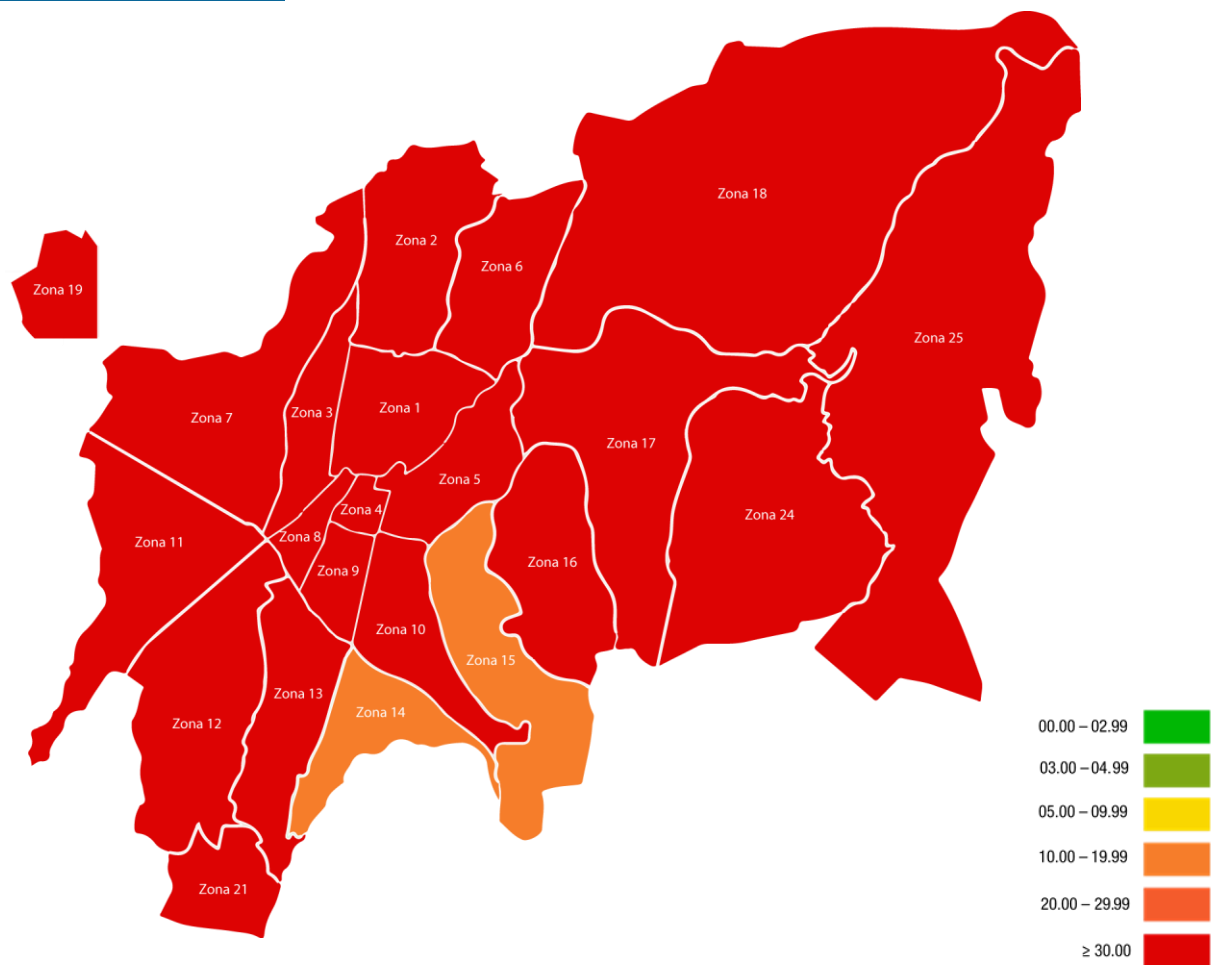 Zona 18
Zona 2
Zona 6
Zona 19
Zona 25
Zona 7
Zona 3
Zona 1
Zona 17
Zona 5
Zona 4
Zona 24
Zona 8
Zona 11
Zona 16
Zona 9
Zona 10
Zona 15
Zona 13
Zona 14
Zona 12
Zona 21
00.00 – 02.99
03.00 – 04.99
05.00 – 09.99
10.00 – 19.99
20.00 – 29.99
≥ 30.00